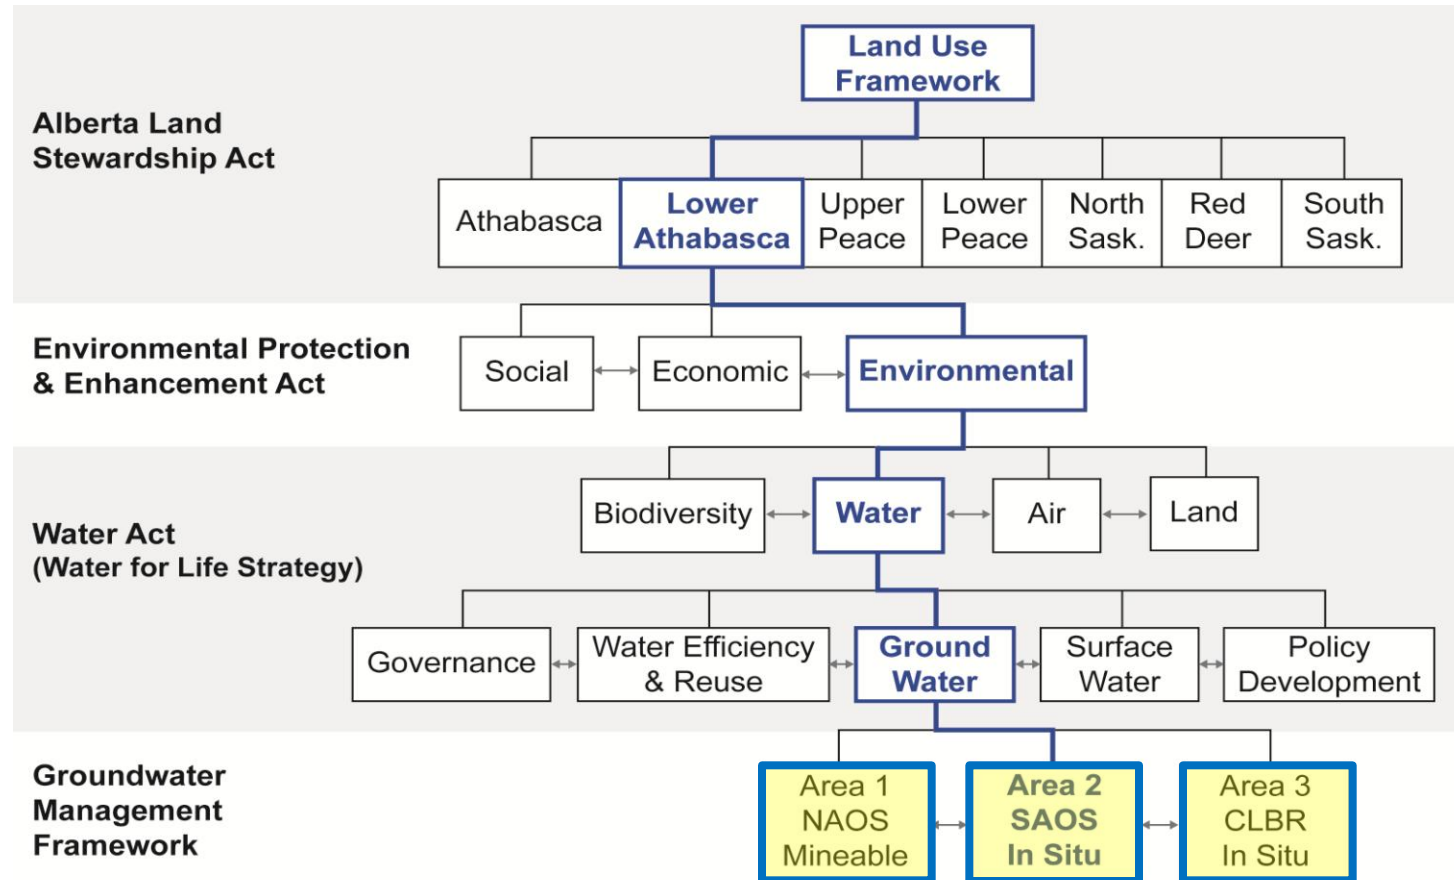 Land Use
Framework
Alberta Land
Stewardship Act
Athabasca
Lower
Athabasca
Upper
Peace
Lower
Peace
North
Sask.
Red
Deer
South
Sask.
Environmental Protection
& Enhancement Act
Social
Economic
Environmental
Water Act
(Water for Life Strategy)
Biodiversity
Water
Air
Land
Governance
Water Efficiency
& Reuse
Ground
Water
Surface
Water
Policy
Development
Groundwater
Management
Framework
Area 1
NAOS
Mineable
Area 2
SAOS
In Situ
Area 3
CLBR
In Situ